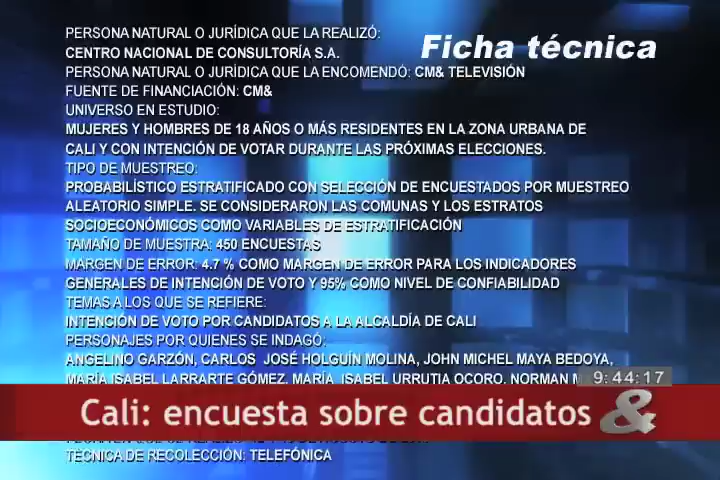 Ficha técnica
PERSONA NATURAL O JURÍDICA QUE LA REALIZÓ:
CENTRO NACIONAL DE CONSULTORÍA S.A.
PERSONA NATURAL O JURÍDICA QUE LA ENCOMENDÓ: CM& TELEVISIÓN
FUENTE DE FINANCIACIÓN: CM&
UNIVERSO EN ESTUDIO:
MUJERES Y HOMBRES DE 18 AÑOS O MÁS RESIDENTES EN LA ZONA URBANA DE
CALI Y CON INTENCIÓN DE VOTAR DURANTE LAS PRÓXIMAS ELECCIONES.
TIPO DE MUESTREO:
PROBABILÍSTICO ESTRATIFICADO CON SELECCIÓN DE ENCUESTADOS POR MUESTREO
ALEATORIO SIMPLE. SE CONSIDERARON LAS COMUNAS Y LOS ESTRATOS
SOCIOECONÓMICOS COMO VARIABLES DE ESTRATIFICACIÓN
TAMAÑO DE MUESTRA: 450 ENCUESTAS
MARGEN DE ERROR: 4.7 % COMO MARGEN DE ERROR PARA LOS INDICADORES
GENERALES DE INTENCIÓN DE VOTO Y 95% COMO NIVEL DE CONFIABILIDAD
TEMAS A LOS QUE SE REFIERE:
INTENCIÓN DE VOTO POR CANDIDATOS A LA ALCALDÍA DE CALI
PERSONAJES POR QUIENES SE INDAGÓ:
ANGELINO GARZÓN, CARLOS JOSÉ HOLGUÍN MOLINA, JOHN MICHEL MAYA BEDOYA,
MARÍA ISABEL LARRARTE GÓMEZ, MARÍA ISABEL URRUTIA OCORO, NORMAN
9:44:17
Cali: encuesta sobre candidatos &
TÉCNICA DE RECOLECCIÓN: TELEFÓNICA